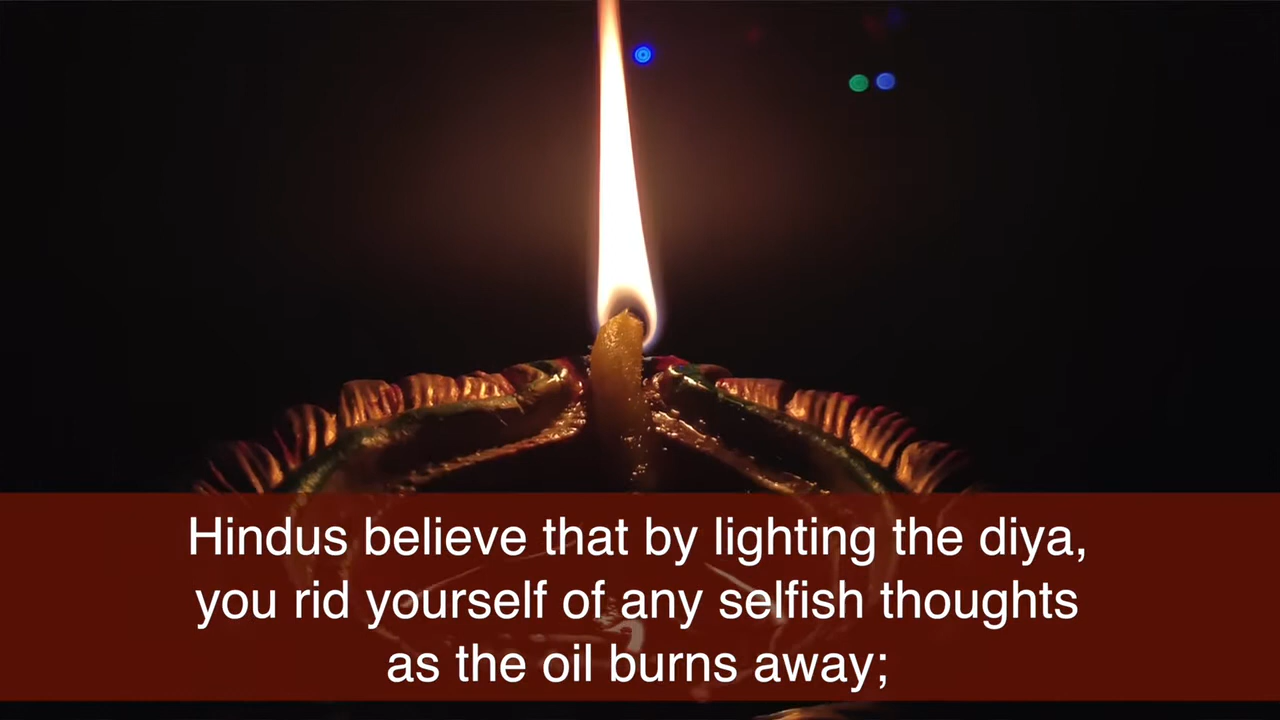 Hindus believe that by lighting the diya,
you rid yourself of any selfish thoughts
as the oil burns away;